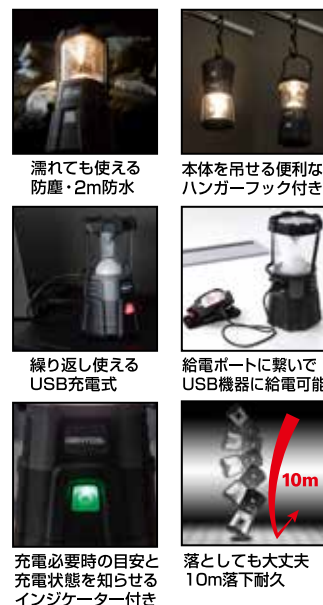 濡れても使える
防塵・2m防水
本体を吊せる便利な
ハンガーフック付き
繰り返し使える
USB充電式
給電ポートに繋いで
USB機器に給電可能
充電必要時の目安と
充電状態を知らせる
インジケーター付き
10m
落としても大丈夫
10m落下耐久